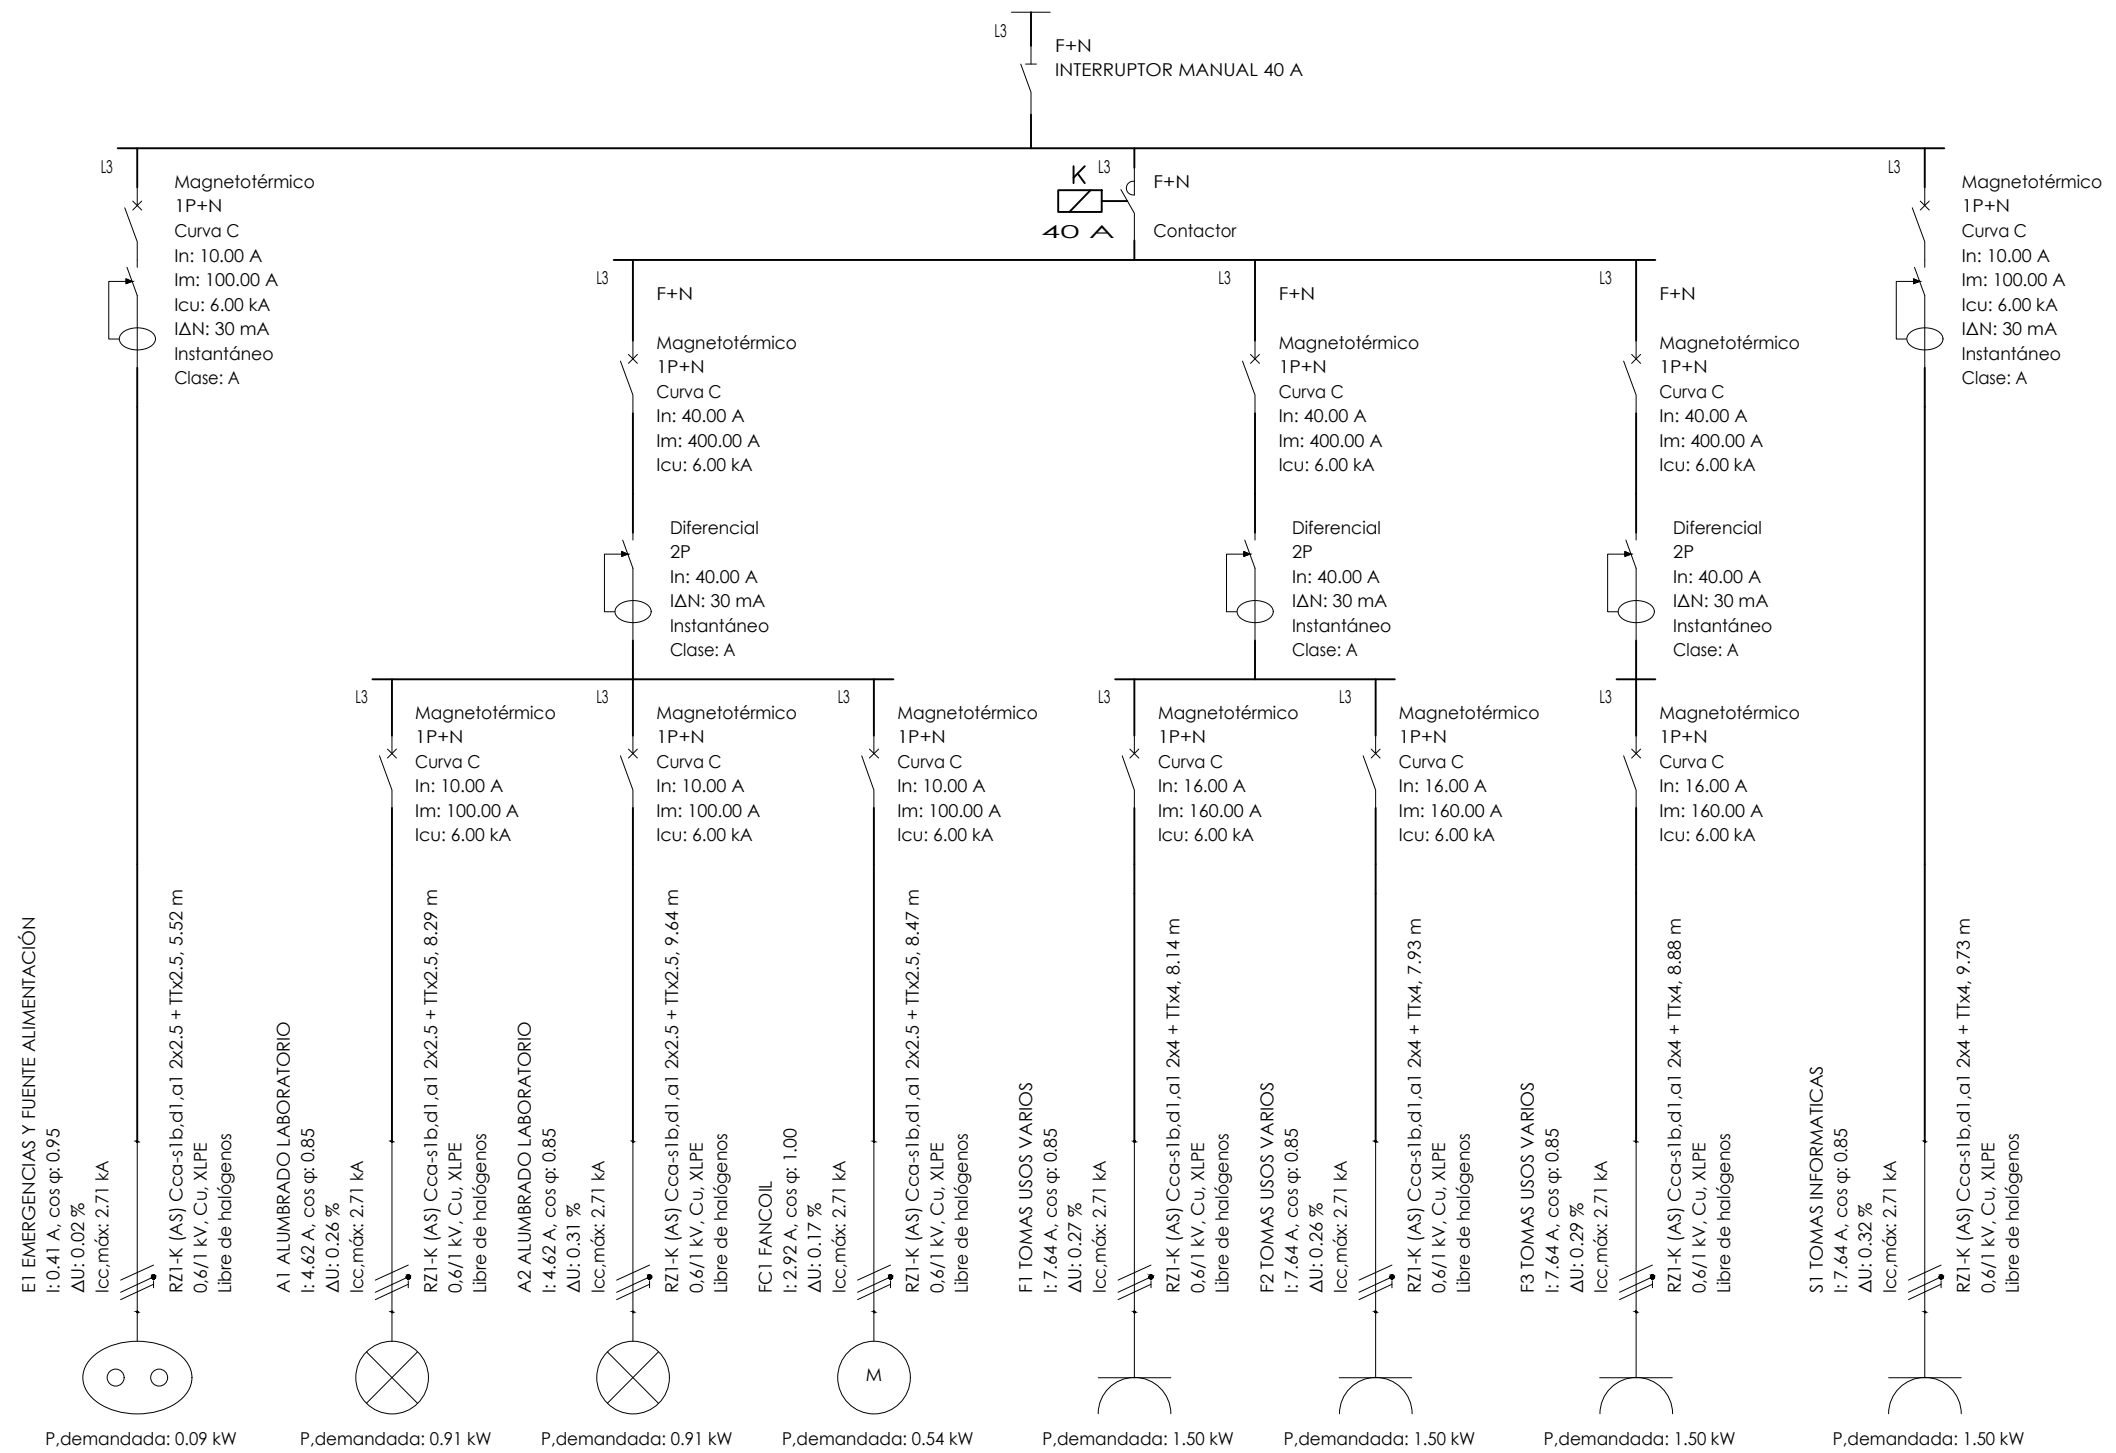 L3
F+N
INTERRUPTOR MANUAL 40 A
L3
Magnetotérmico
1P+N
Curva C
In: 10.00 A
Im: 100.00 A
Icu: 6.00 kA
IΔN: 30 mA
Instantáneo
Clase: A
L3
K
F+N
40 A
Contactor
L3
Magnetotérmico
1P+N
Curva C
In: 10.00 A
Im: 100.00 A
Icu: 6.00 kA
IΔN: 30 mA
Instantáneo
Clase: A
L3
F+N
Magnetotérmico
1P+N
Curva C
In: 40.00 A
Im: 400.00 A
Icu: 6.00 kA
Diferencial
2P
In: 40.00 A
IΔN: 30 mA
Instantáneo
Clase: A
L3
F+N
Magnetotérmico
1P+N
Curva C
In: 40.00 A
Im: 400.00 A
Icu: 6.00 kA
Diferencial
2P
In: 40.00 A
IΔN: 30 mA
Instantáneo
Clase: A
L3
F+N
Magnetotérmico
1P+N
Curva C
In: 40.00 A
Im: 400.00 A
Icu: 6.00 kA
Diferencial
2P
In: 40.00 A
IΔN: 30 mA
Instantáneo
Clase: A
L3
Magnetotérmico
1P+N
Curva C
In: 10.00 A
Im: 100.00 A
Icu: 6.00 kA
L3
Magnetotérmico
1P+N
Curva C
In: 10.00 A
Im: 100.00 A
Icu: 6.00 kA
L3
Magnetotérmico
1P+N
Curva C
In: 10.00 A
Im: 100.00 A
Icu: 6.00 kA
L3
Magnetotérmico
1P+N
Curva C
In: 16.00 A
Im: 160.00 A
Icu: 6.00 kA
L3
Magnetotérmico
1P+N
Curva C
In: 16.00 A
Im: 160.00 A
Icu: 6.00 kA
L3
Magnetotérmico
1P+N
Curva C
In: 16.00 A
Im: 160.00 A
Icu: 6.00 kA
E1 EMERGENCIAS Y FUENTE ALIMENTACIÓN
I: 0.41 A, cos φ: 0.95
ΔU: 0.02 %
Icc,máx: 2.71 kA
RZ1-K (AS) Cca-s1b,d1,a1 2x2.5 + TTx2.5, 5.52 m
0,6/1 kV, Cu, XLPE
Libre de halógenos
A1 ALUMBRADO LABORATORIO
I: 4.62 A, cos φ: 0.85
ΔU: 0.26 %
Icc,máx: 2.71 kA
RZ1-K (AS) Cca-s1b,d1,a1 2x2.5 + TTx2.5, 8.29 m
0,6/1 kV, Cu, XLPE
Libre de halógenos
A2 ALUMBRADO LABORATORIO
I: 4.62 A, cos φ: 0.85
ΔU: 0.31 %
Icc,máx: 2.71 kA
RZ1-K (AS) Cca-s1b,d1,a1 2x2.5 + TTx2.5, 9.64 m
0,6/1 kV, Cu, XLPE
Libre de halógenos
FC1 FANCOIL
I: 2.92 A, cos φ: 1.00
ΔU: 0.17 %
Icc,máx: 2.71 kA
RZ1-K (AS) Cca-s1b,d1,a1 2x2.5 + TTx2.5, 8.47 m
0,6/1 kV, Cu, XLPE
Libre de halógenos
F1 TOMAS USOS VARIOS
I: 7.64 A, cos φ: 0.85
ΔU: 0.27 %
Icc,máx: 2.71 kA
RZ1-K (AS) Cca-s1b,d1,a1 2x4 + TTx4, 8.14 m
0,6/1 kV, Cu, XLPE
Libre de halógenos
F2 TOMAS USOS VARIOS
I: 7.64 A, cos φ: 0.85
ΔU: 0.26 %
Icc,máx: 2.71 kA
RZ1-K (AS) Cca-s1b,d1,a1 2x4 + TTx4, 7.93 m
0,6/1 kV, Cu, XLPE
Libre de halógenos
F3 TOMAS USOS VARIOS
I: 7.64 A, cos φ: 0.85
ΔU: 0.29 %
Icc,máx: 2.71 kA
RZ1-K (AS) Cca-s1b,d1,a1 2x4 + TTx4, 8.88 m
0,6/1 kV, Cu, XLPE
Libre de halógenos
S1 TOMAS INFORMATICAS
I: 7.64 A, cos φ: 0.85
ΔU: 0.32 %
Icc,máx: 2.71 kA
RZ1-K (AS) Cca-s1b,d1,a1 2x4 + TTx4, 9.73 m
0,6/1 kV, Cu, XLPE
Libre de halógenos
M
P,demandada: 0.09 kW
P,demandada: 0.91 kW
P,demandada: 0.91 kW
P,demandada: 0.54 kW
P,demandada: 1.50 kW
P,demandada: 1.50 kW
P,demandada: 1.50 kW
P,demandada: 1.50 kW